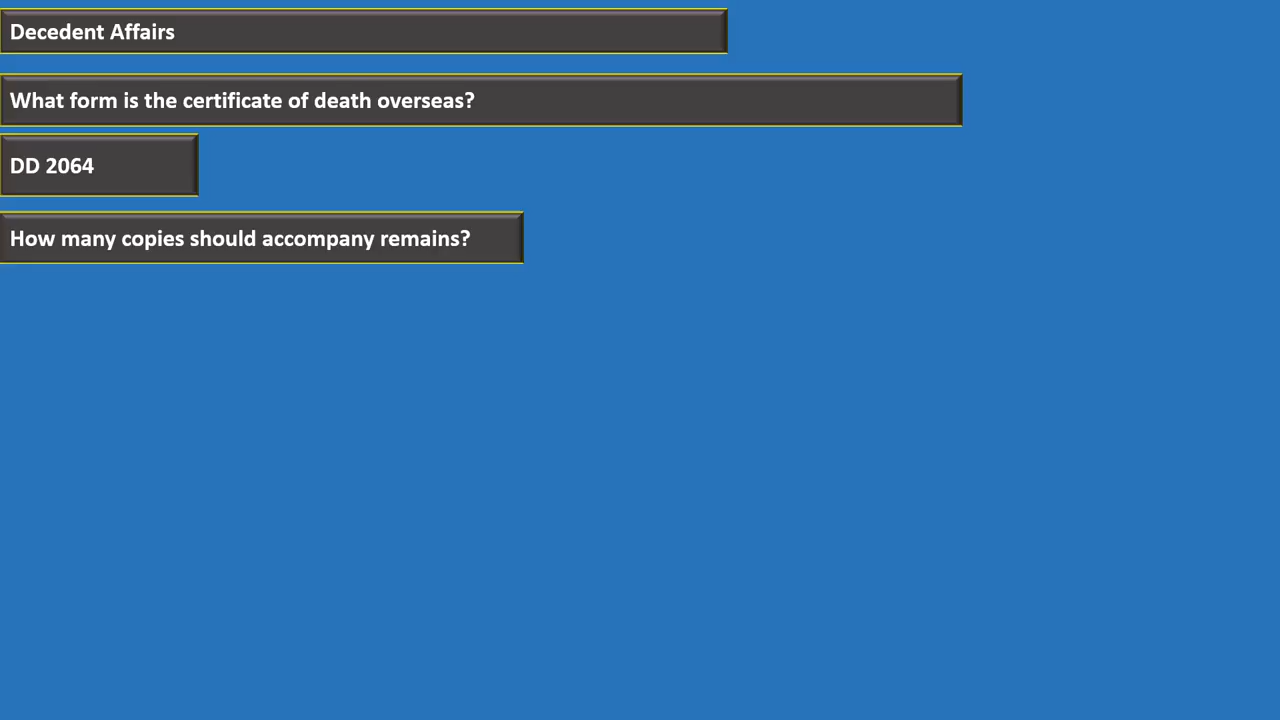 Decedent Affairs
What form is the certificate of death overseas?
DD 2064
How many copies should accompany remains?